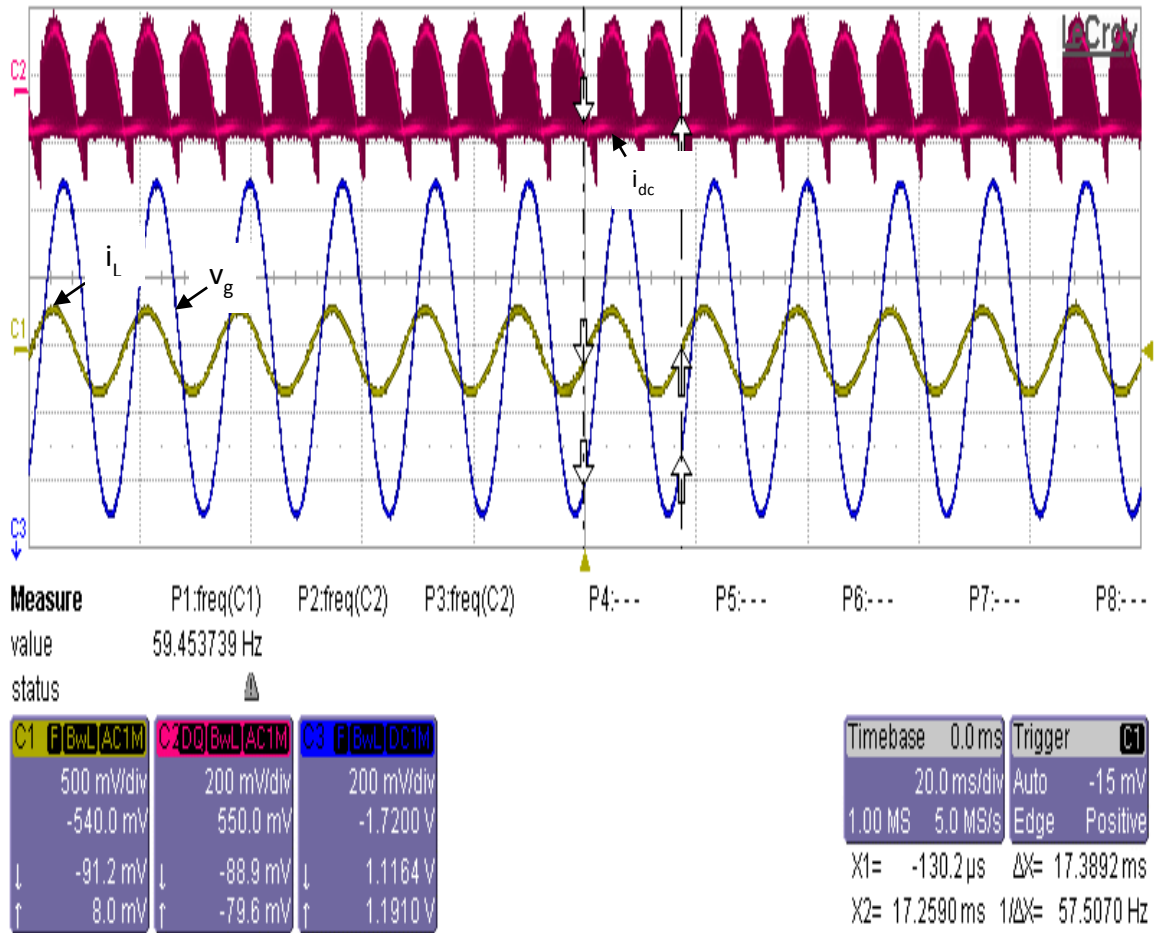 LeCroy
C2
i_dc
i_L
v_g
C1
C3
Measure P1:freq(C1) P2:freq(C2) P3:freq(C2) P4:- - - P5:- - - P6:- - - P7:- - - P8:- - -
value 59.453739 Hz
status
C1 F BwL AC1M
500 mV/div
-540.0 mV
↓ -91.2 mV
↑ 8.0 mV
C2 DQ BwL AC1M
200 mV/div
550.0 mV
↓ -88.9 mV
↑ -79.6 mV
C3 F BwL DC1M
200 mV/div
-1.7200 V
↓ 1.1164 V
↑ 1.1910 V
Timebase 0.0 ms
20.0 ms/div
1.00 MS 5.0 MS/s
Trigger C1
Auto -15 mV
Edge Positive
X1= -130.2 µs ΔX= 17.3892 ms
X2= 17.2590 ms 1/ΔX= 57.5070 Hz